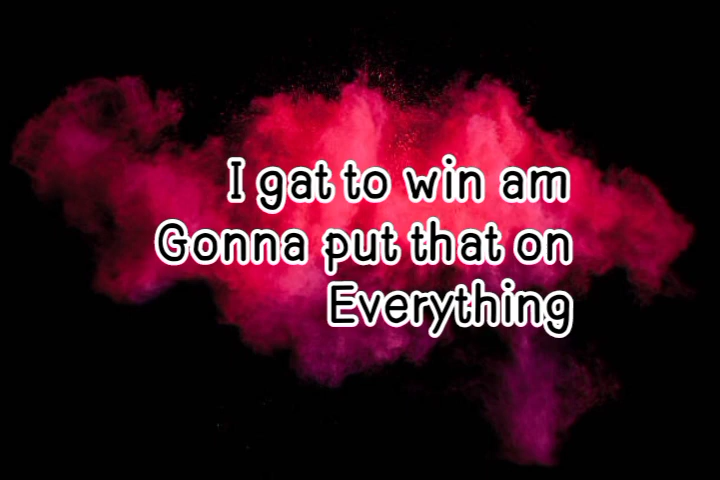 I gat to win am
Gonna put that on
Everything